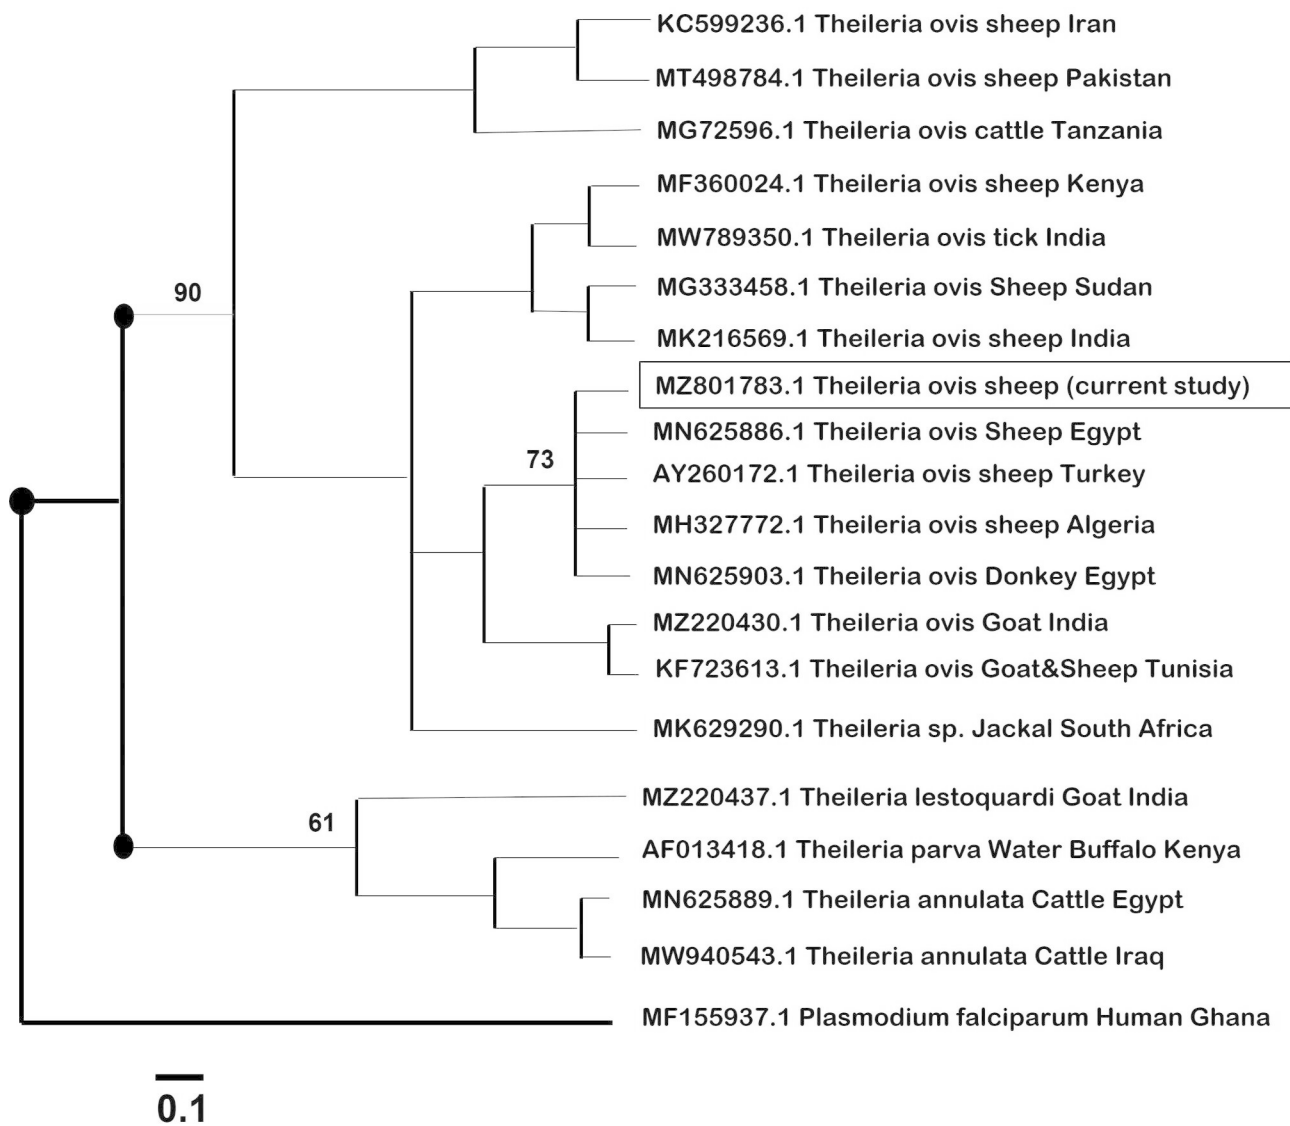 KC599236.1 Theileria ovis sheep Iran
MT498784.1 Theileria ovis sheep Pakistan
MG72596.1 Theileria ovis cattle Tanzania
MF360024.1 Theileria ovis sheep Kenya
MW789350.1 Theileria ovis tick India
90
MG333458.1 Theileria ovis Sheep Sudan
MK216569.1 Theileria ovis sheep India
MZ801783.1 Theileria ovis sheep (current study)
MN625886.1 Theileria ovis Sheep Egypt
73
AY260172.1 Theileria ovis sheep Turkey
MH327772.1 Theileria ovis sheep Algeria
MN625903.1 Theileria ovis Donkey Egypt
MZ220430.1 Theileria ovis Goat India
KF723613.1 Theileria ovis Goat&Sheep Tunisia
MK629290.1 Theileria sp. Jackal South Africa
MZ220437.1 Theileria lestoquardi Goat India
61
AF013418.1 Theileria parva Water Buffalo Kenya
MN625889.1 Theileria annulata Cattle Egypt
MW940543.1 Theileria annulata Cattle Iraq
MF155937.1 Plasmodium falciparum Human Ghana
0.1